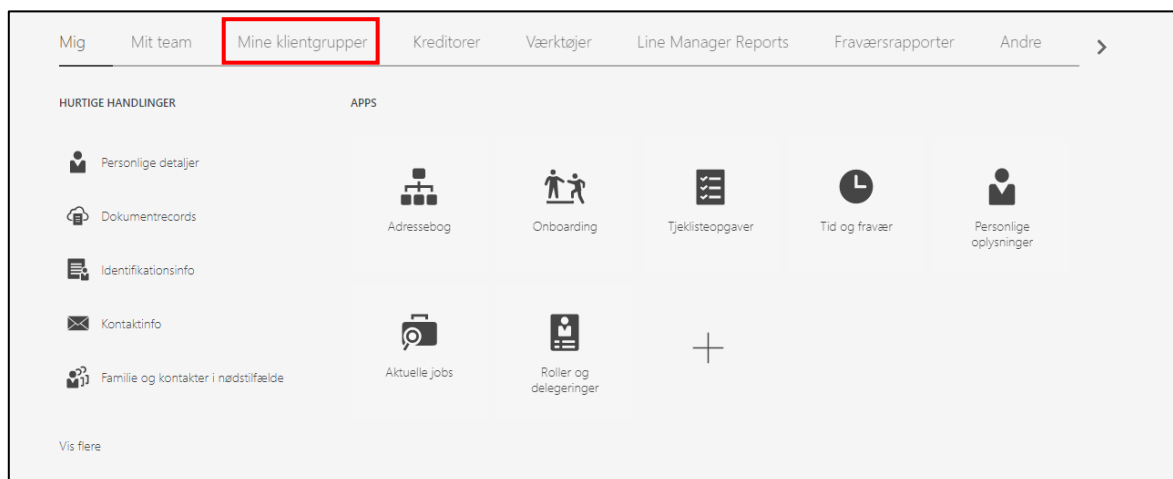 Mig Mit team Mine klientgrupper Kreditorer Værktøjer Line Manager Reports Fraværsrapporter Andre
HURTIGE HANDLINGER
Personlige detaljer
Dokumentrecords
Identifikationsinfo
Kontaktinfo
Familie og kontakter i nødstilfælde
Vis flere
APPS
Adressebog
Onboarding
Tjeklisteopgaver
Tid og fravær
Personlige
oplysninger
Aktuelle jobs
Roller og
delegeringer